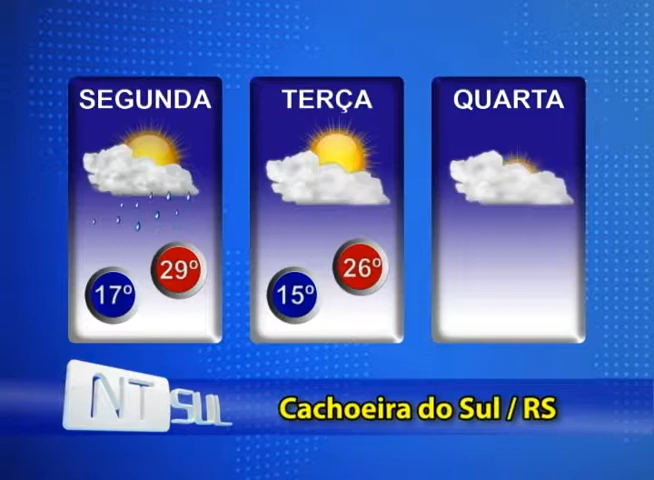 SEGUNDA
TERÇA
QUARTA
29º
17º
26º
15º
NT SUL
Cachoeira do Sul / RS